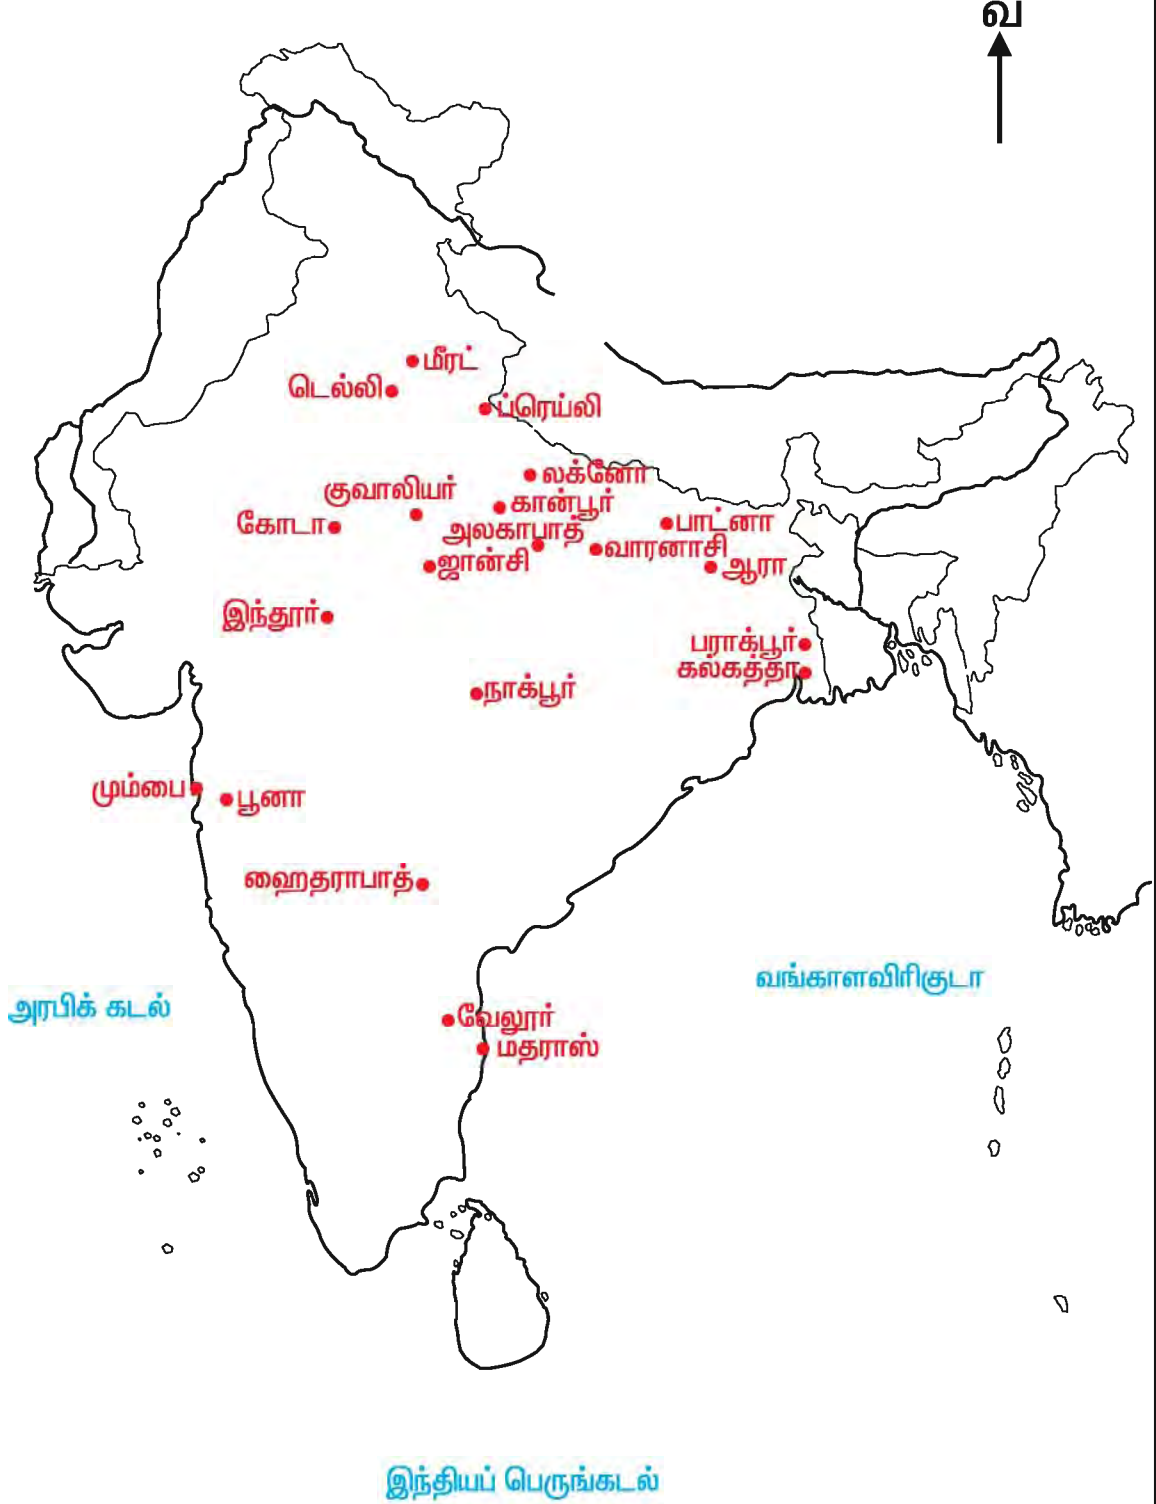 வ
மீரட்
டெல்லி
ப்ரெய்லி
லக்னோ
குவாலியர்
கான்பூர்
கோடா
பாட்னா
அலகாபாத்
வாரனாசி
ஜான்சி
ஆரா
இந்தூர்
பராக்பூர்
கல்கத்தா
நாக்பூர்
மும்பை
பூனா
ஹைதராபாத்
வங்காளவிரிகுடா
அரபிக் கடல்
வேலூர்
மதராஸ்
இந்தியப் பெருங்கடல்